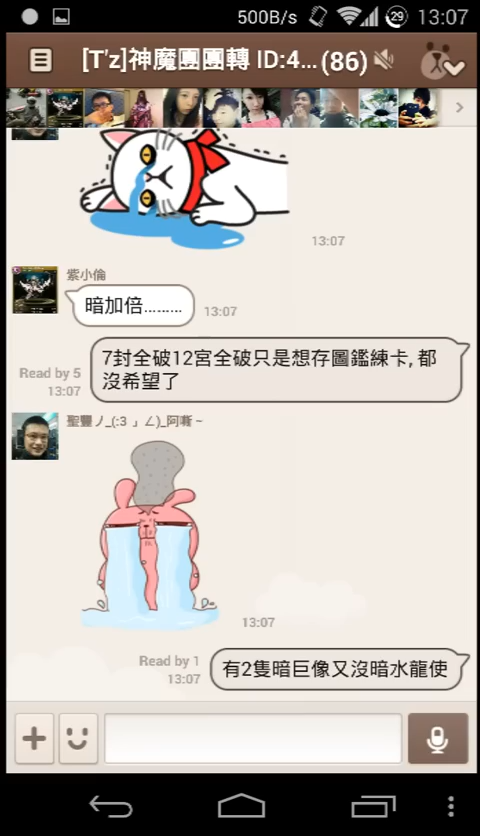 500B/s 29 13:07
[T'z]神魔團團轉 ID:4...(86)
13:07
紫小倫
暗加倍.........
13:07
7封全破12宮全破只是想存圖鑑練卡, 都
沒希望了
Read by 5
13:07
聖豐ノ_(:3 」∠)_阿嘶~
13:07
Read by 1
13:07
有2隻暗巨像又沒暗水龍使